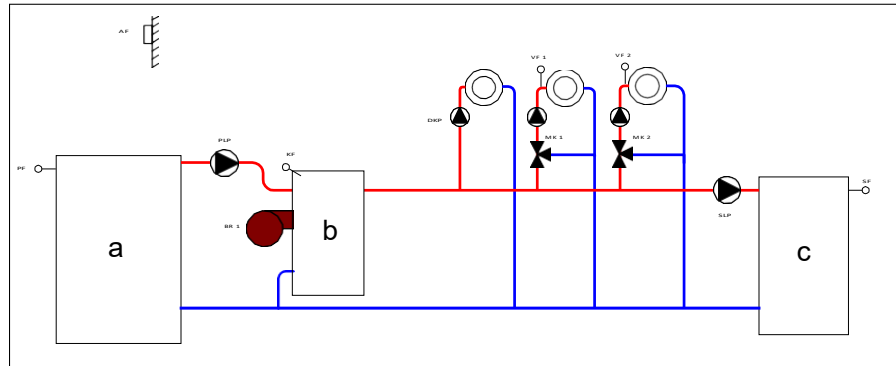 AF
VF 1
VF 2
DKP
MK 1
MK 2
PLP
KF
PF
SF
BR 1
SLP
a
b
c